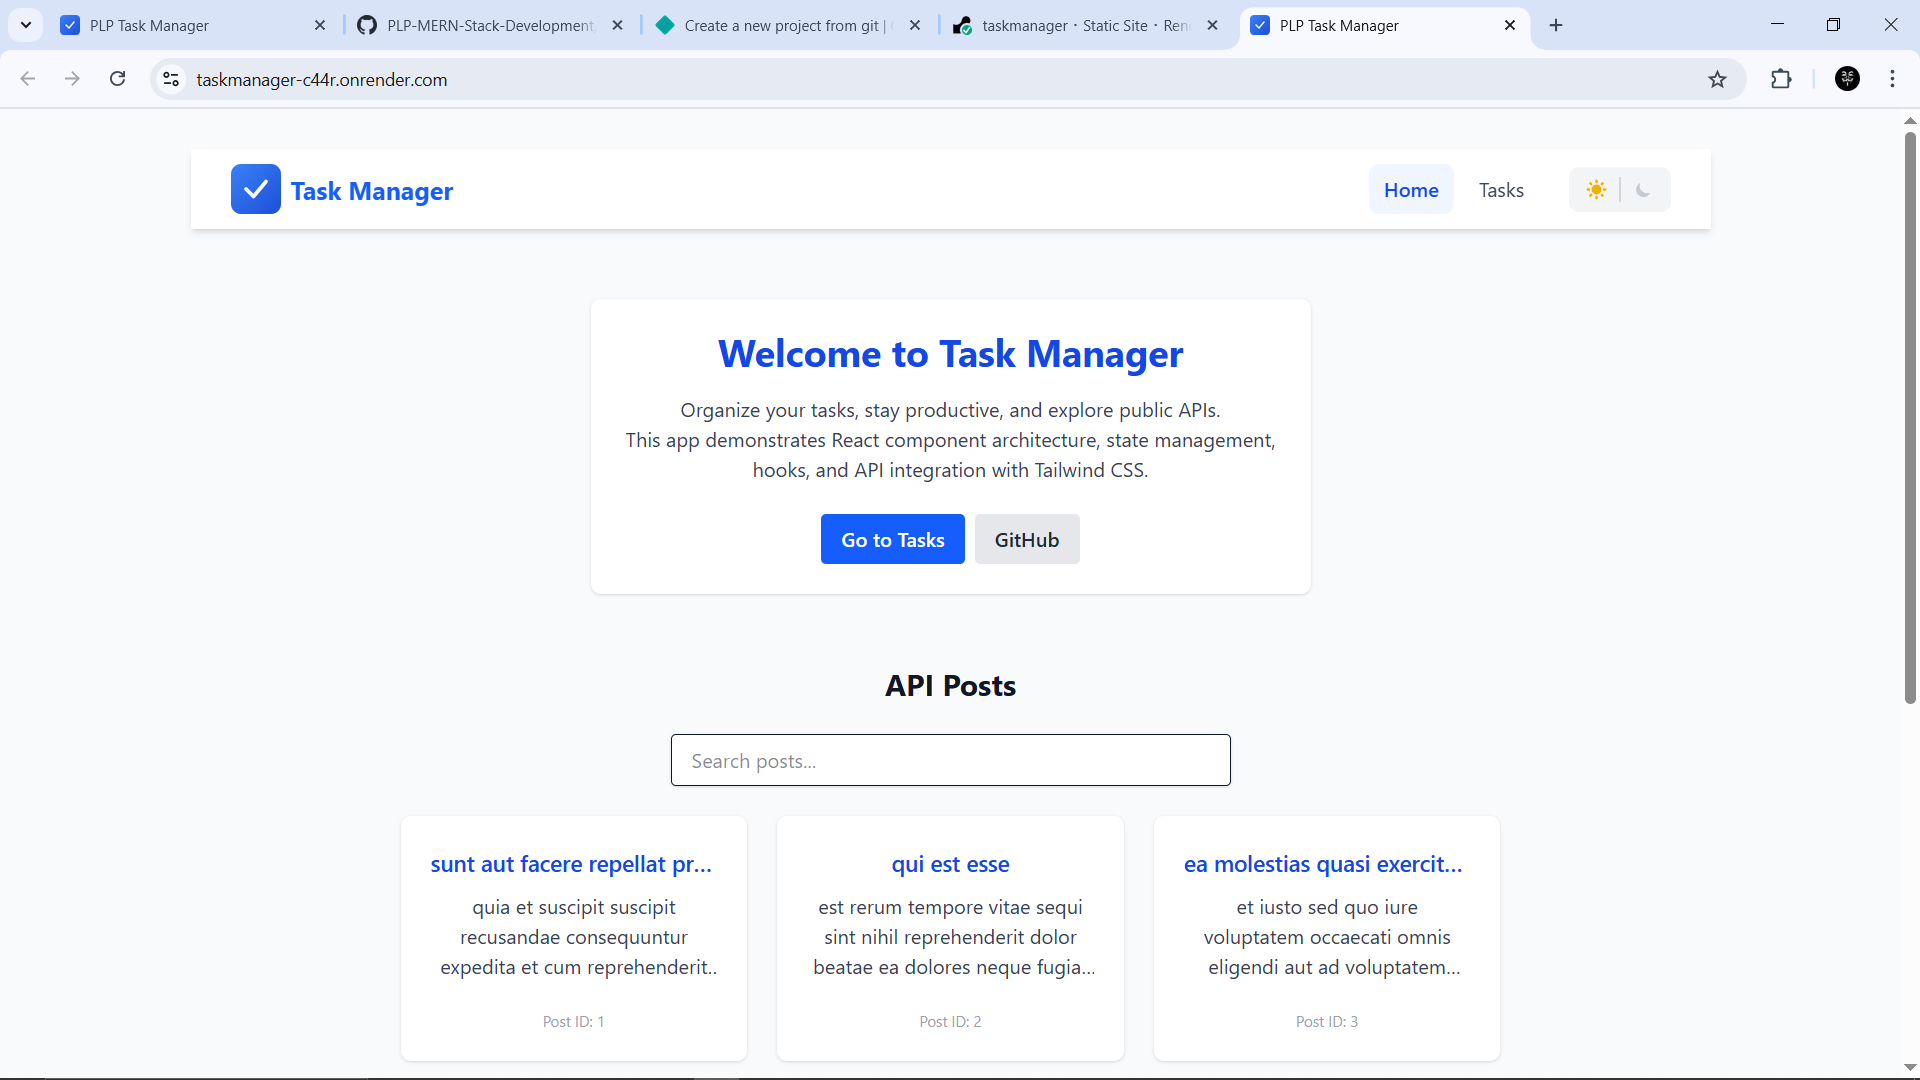 PLP Task Manager
PLP-MERN-Stack-Development
Create a new project from git |
taskmanager · Static Site · Ren
PLP Task Manager
taskmanager-c44r.onrender.com
Task Manager
Home
Tasks
Welcome to Task Manager
Organize your tasks, stay productive, and explore public APIs.
This app demonstrates React component architecture, state management,
hooks, and API integration with Tailwind CSS.
Go to Tasks
GitHub
API Posts
Search posts...
sunt aut facere repellat pr...
quia et suscipit suscipit
recusandae consequuntur
expedita et cum reprehenderit..
Post ID: 1
qui est esse
est rerum tempore vitae sequi
sint nihil reprehenderit dolor
beatae ea dolores neque fugia...
Post ID: 2
ea molestias quasi exercit...
et iusto sed quo iure
voluptatem occaecati omnis
eligendi aut ad voluptatem...
Post ID: 3